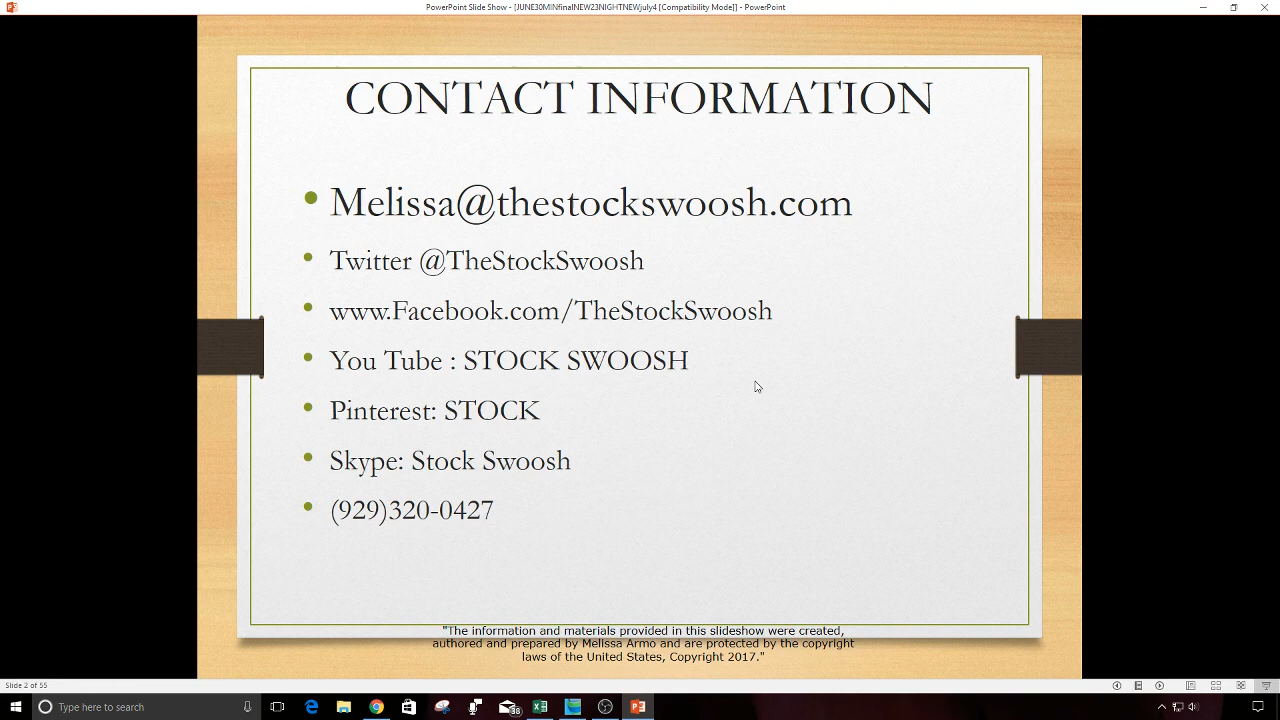 PowerPoint Slide Show - [JUNE30MINfinalNEW23NIGHTNEWjuly4 [Compatibility Mode]] - PowerPoint
CONTACT INFORMATION
• Melissa@thestockswoosh.com
• Twitter @TheStockSwoosh
• www.Facebook.com/TheStockSwoosh
• You Tube : STOCK SWOOSH
• Pinterest: STOCK
• Skype: Stock Swoosh
• (929)320-0427
"The information and materials provided in this slideshow were created,
authored and prepared by Melissa Armo and are protected by the copyright
laws of the United States, Copyright 2017."
Slide 2 of 55
Type here to search
58